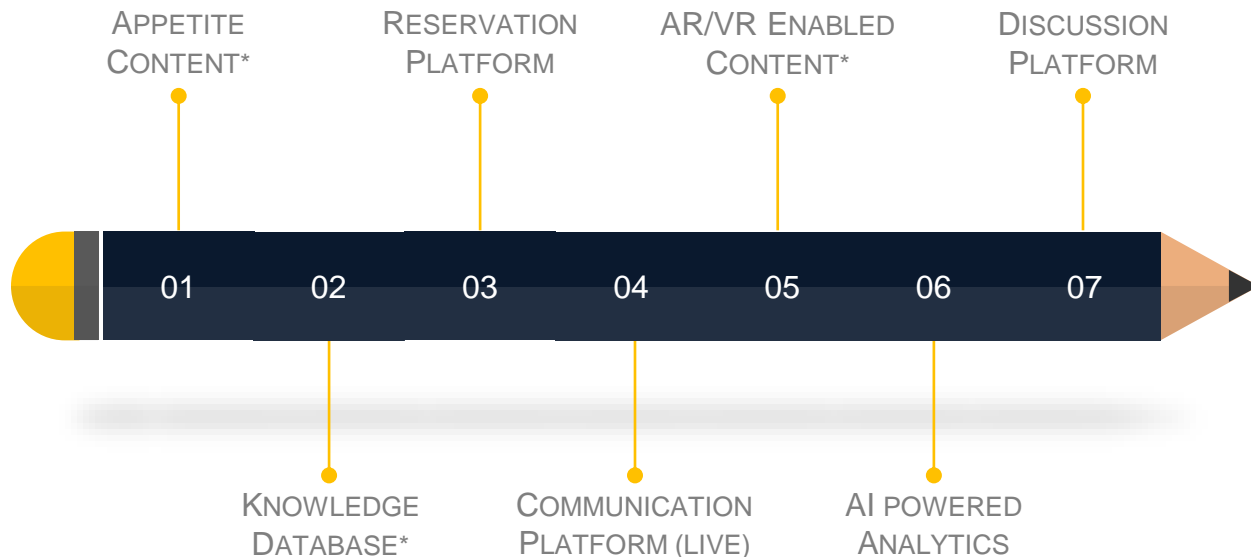 APPETITE
CONTENT*
RESERVATION
PLATFORM
AR/VR ENABLED
CONTENT*
DISCUSSION
PLATFORM
01
02
03
04
05
06
07
KNOWLEDGE
DATABASE*
COMMUNICATION
PLATFORM (LIVE)
AI POWERED
ANALYTICS